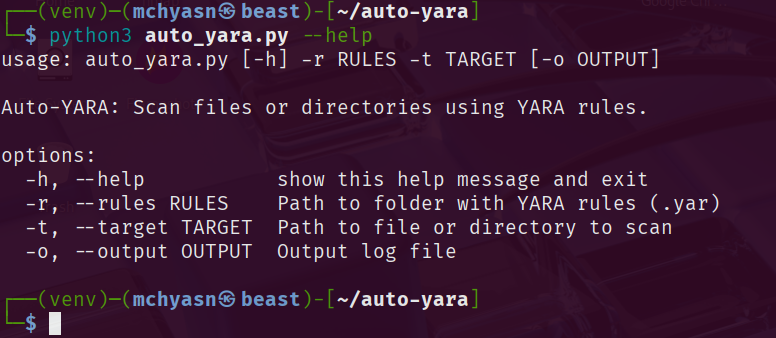 ┌──(venv)─(mchyasn㉿beast)-[~/auto-yara]
└─$ python3 auto_yara.py --help
usage: auto_yara.py [-h] -r RULES -t TARGET [-o OUTPUT]
Auto-YARA: Scan files or directories using YARA rules.
options:
-h, --help            show this help message and exit
-r, --rules RULES    Path to folder with YARA rules (.yar)
-t, --target TARGET  Path to file or directory to scan
-o, --output OUTPUT  Output log file
┌──(venv)─(mchyasn㉿beast)-[~/auto-yara]
└─$